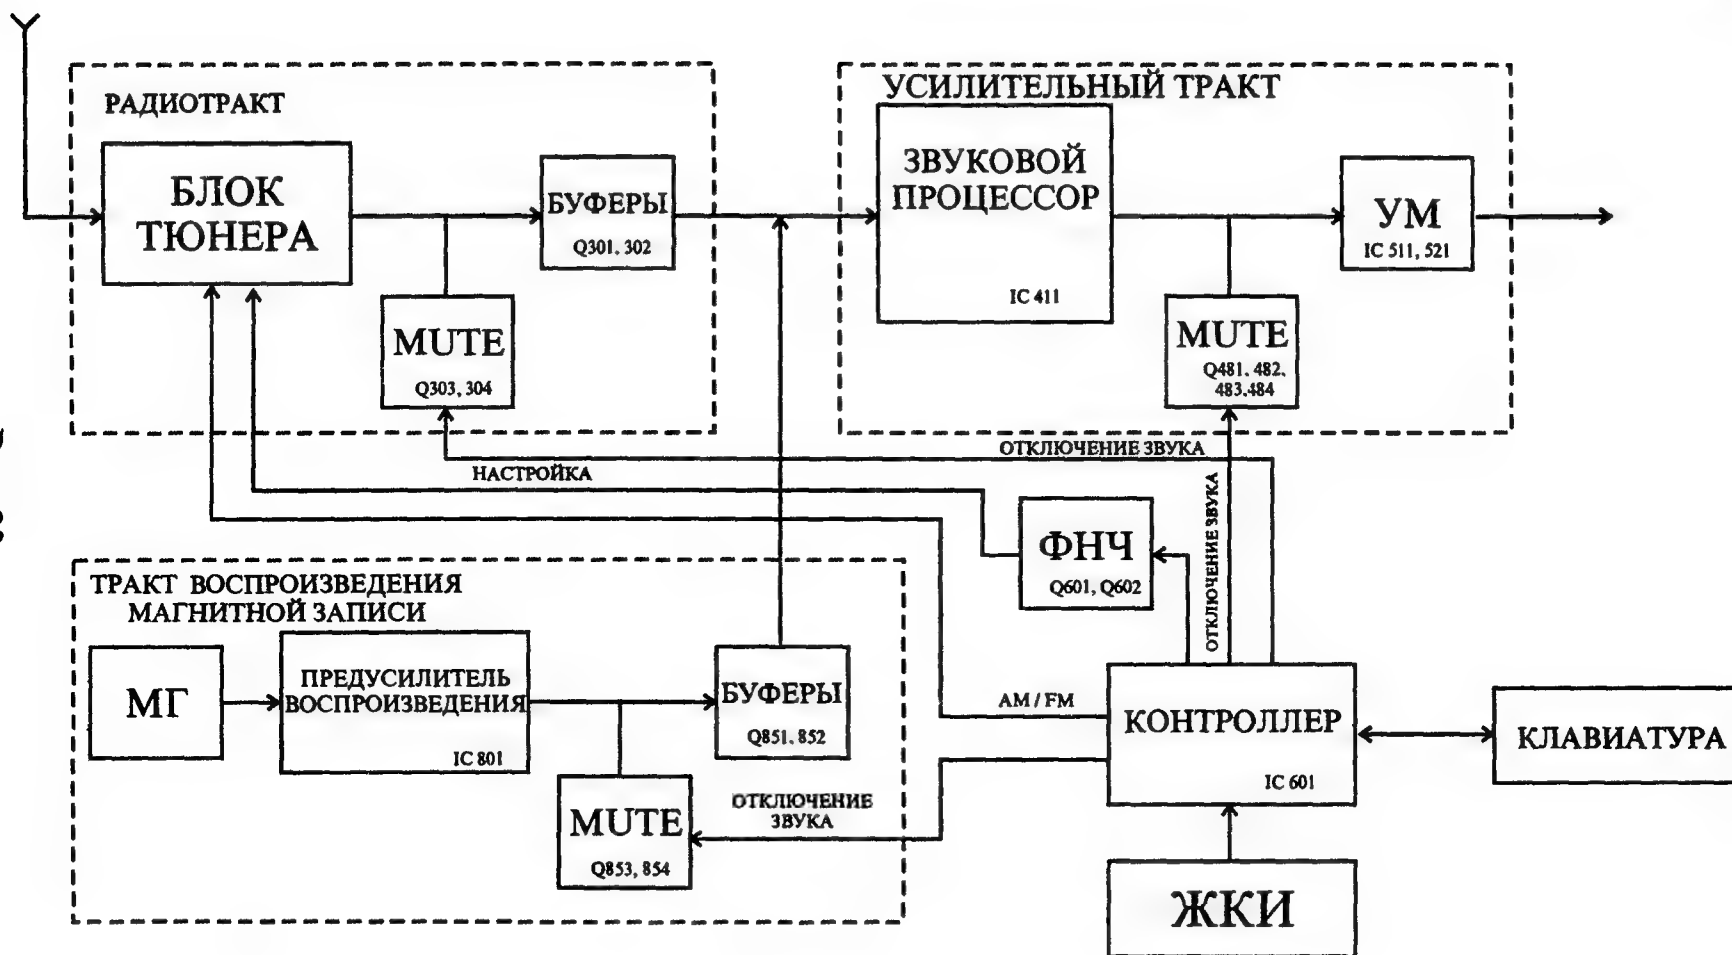 РАДИОТРАКТ
БЛОК
ТЮНЕРА
БУФЕРЫ
Q301, 302
MUTE
Q303, 304
УСИЛИТЕЛЬНЫЙ ТРАКТ
ЗВУКОВОЙ
ПРОЦЕССОР
IC 411
УМ
IC 511, 521
MUTE
Q481, 482,
483,484
ОТКЛЮЧЕНИЕ ЗВУКА
НАСТРОЙКА
ОТКЛЮЧЕНИЕ ЗВУКА
ФНЧ
Q601, Q602
ТРАКТ ВОСПРОИЗВЕДЕНИЯ
МАГНИТНОЙ ЗАПИСИ
МГ
ПРЕДУСИЛИТЕЛЬ
ВОСПРОИЗВЕДЕНИЯ
IC 801
БУФЕРЫ
Q851, 852
MUTE
Q853, 854
ОТКЛЮЧЕНИЕ
ЗВУКА
AM / FM
КОНТРОЛЛЕР
IC 601
КЛАВИАТУРА
ЖКИ